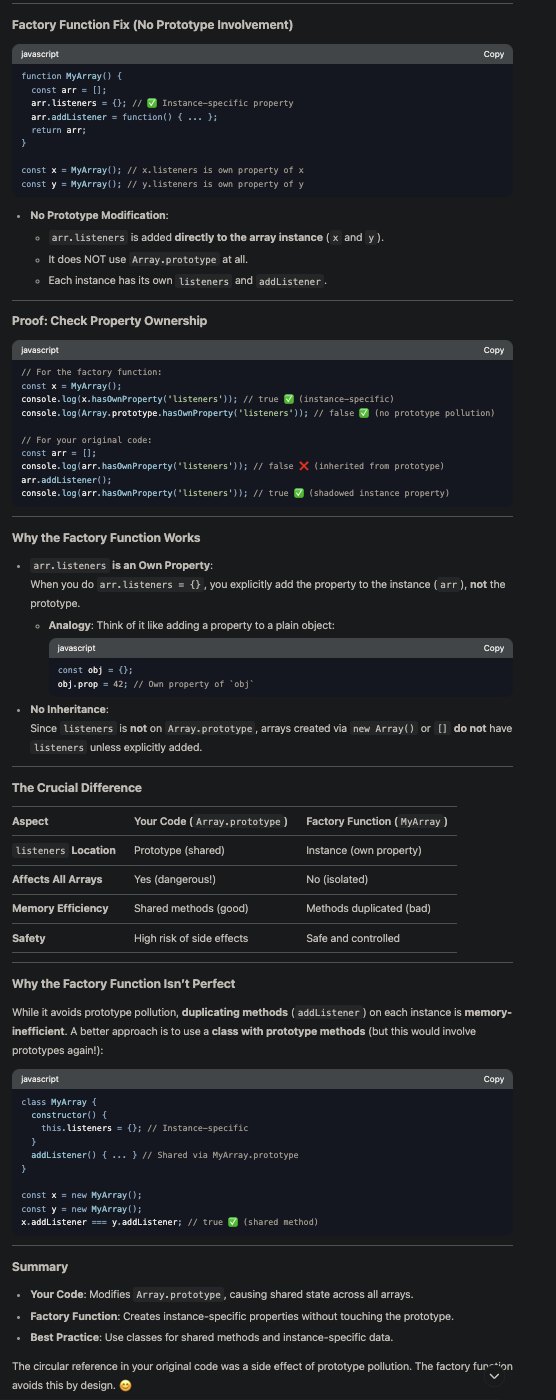 Factory Function Fix (No Prototype Involvement)
javascript Copy
function MyArray() {
  const arr = [];
  arr.listeners = {}; // ✅ Instance-specific property
  arr.addListener = function() { ... };
  return arr;
}

const x = MyArray(); // x.listeners is own property of x
const y = MyArray(); // y.listeners is own property of y
• No Prototype Modification:
◦ arr.listeners is added directly to the array instance ( x and y ).
◦ It does NOT use Array.prototype at all.
◦ Each instance has its own listeners and addListener .
Proof: Check Property Ownership
javascript Copy
// For the factory function:
const x = MyArray();
console.log(x.hasOwnProperty('listeners')); // true ✅ (instance-specific)
console.log(Array.prototype.hasOwnProperty('listeners')); // false ✅ (no prototype pollution)

// For your original code:
const arr = [];
console.log(arr.hasOwnProperty('listeners')); // false ❌ (inherited from prototype)
arr.addListener();
console.log(arr.hasOwnProperty('listeners')); // true ✅ (shadowed instance property)
Why the Factory Function Works
• arr.listeners is an Own Property:
When you do arr.listeners = {} , you explicitly add the property to the instance ( arr ), not the
prototype.
◦ Analogy: Think of it like adding a property to a plain object:
javascript Copy
const obj = {};
obj.prop = 42; // Own property of `obj`
• No Inheritance:
Since listeners is not on Array.prototype , arrays created via new Array() or [] do not have
listeners unless explicitly added.
The Crucial Difference
Aspect Your Code ( Array.prototype ) Factory Function ( MyArray )
listeners Location Prototype (shared) Instance (own property)
Affects All Arrays Yes (dangerous!) No (isolated)
Memory Efficiency Shared methods (good) Methods duplicated (bad)
Safety High risk of side effects Safe and controlled
Why the Factory Function Isn't Perfect
While it avoids prototype pollution, duplicating methods ( addListener ) on each instance is memory-
inefficient. A better approach is to use a class with prototype methods (but this would involve
prototypes again!):
javascript Copy
class MyArray {
  constructor() {
    this.listeners = {}; // Instance-specific
  }
  addListener() { ... } // Shared via MyArray.prototype
}

const x = new MyArray();
const y = new MyArray();
x.addListener === y.addListener; // true ✅ (shared method)
Summary
• Your Code: Modifies Array.prototype , causing shared state across all arrays.
• Factory Function: Creates instance-specific properties without touching the prototype.
• Best Practice: Use classes for shared methods and instance-specific data.
The circular reference in your original code was a side effect of prototype pollution. The factory function
avoids this by design. 😊